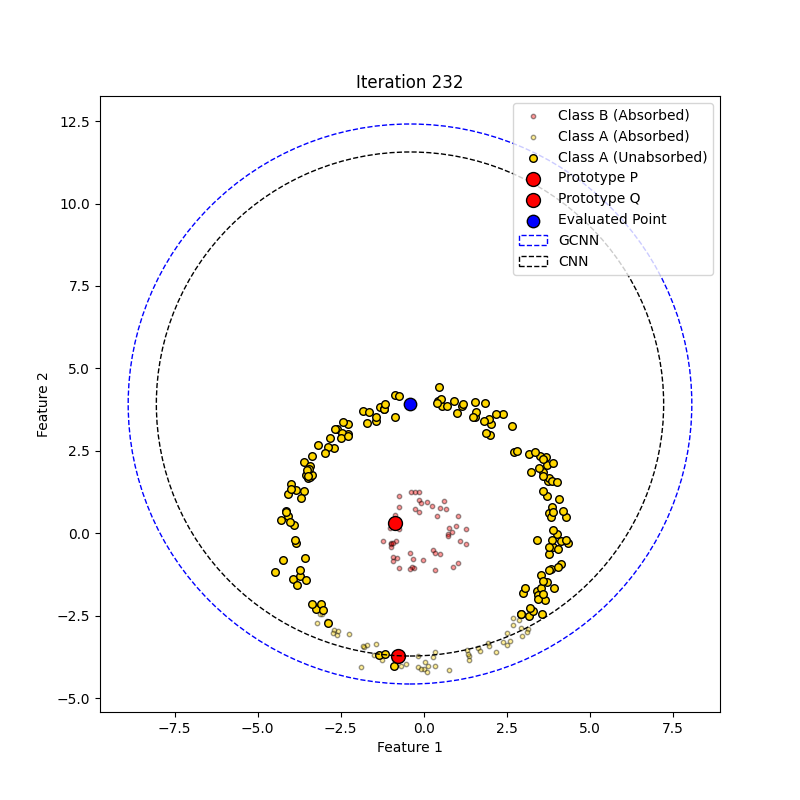 Iteration 232
Class B (Absorbed)
Class A (Absorbed)
Class A (Unabsorbed)
Prototype P
Prototype Q
Evaluated Point
GCNN
CNN
12.5
10.0
7.5
5.0
2.5
0.0
−2.5
−5.0
Feature 2
−7.5
−5.0
−2.5
0.0
2.5
5.0
7.5
Feature 1